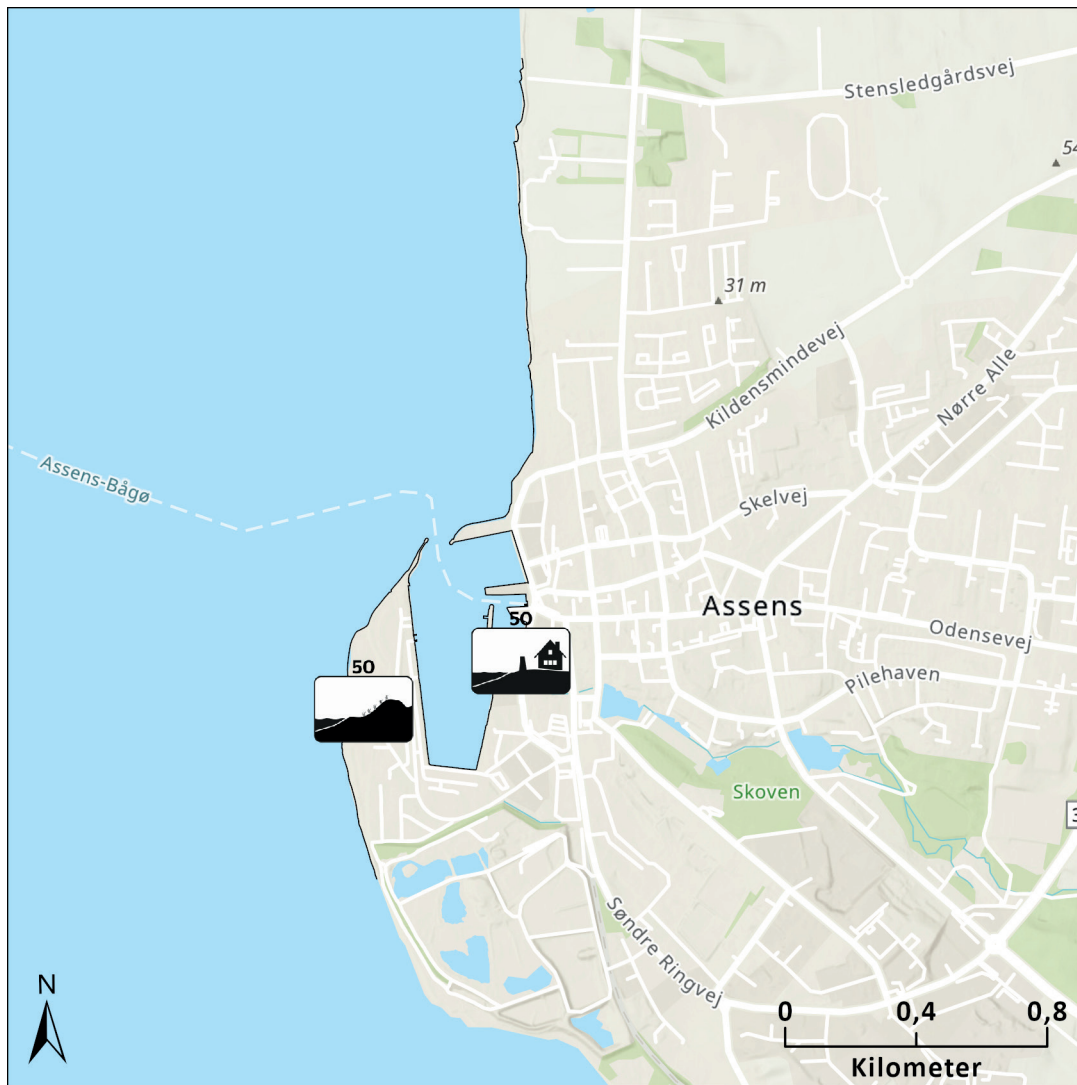 Stensledgårdsvej
54
31 m
Kildensmindevej
Nørre Alle
Assens-Bågø
Skelvej
Assens
Odensevej
50
50
Pilehaven
Skoven
3
Søndre Ringvej
N
0 0,4 0,8
Kilometer